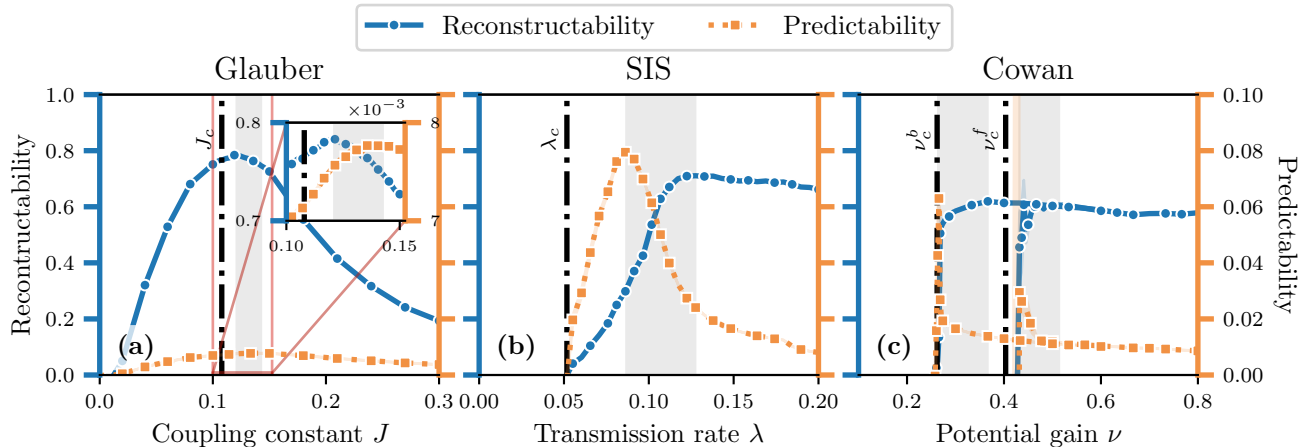 Reconstructability Predictability
Glauber SIS Cowan
Recontructability
1.0
0.8
0.6
0.4
0.2
0.0
J_c
×10⁻³
0.8 8
0.7 7
0.10 0.15
(a)
0.0 0.1 0.2 0.3
Coupling constant J
λ_c
(b)
0.00 0.05 0.10 0.15 0.20
Transmission rate λ
ν_c^b
ν_c^f
(c)
0.2 0.4 0.6 0.8
Potential gain ν
0.10
0.08
0.06
0.04
0.02
0.00
Predictability